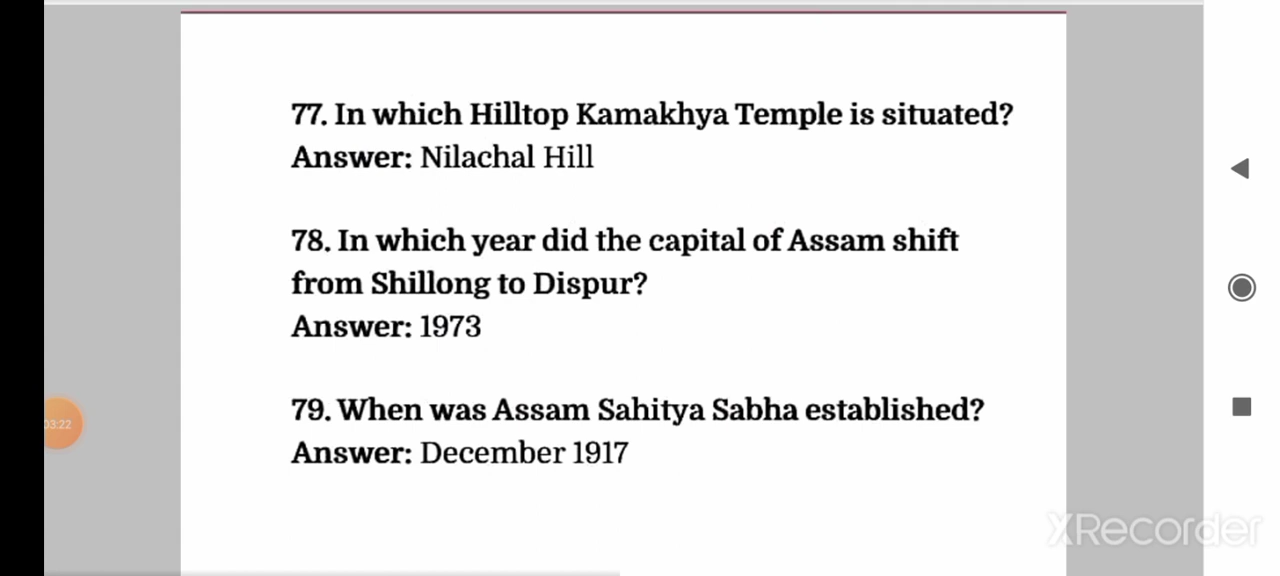 77. In which Hilltop Kamakhya Temple is situated?
Answer: Nilachal Hill
78. In which year did the capital of Assam shift
from Shillong to Dispur?
Answer: 1973
79. When was Assam Sahitya Sabha established?
Answer: December 1917
03:22
XRecorder